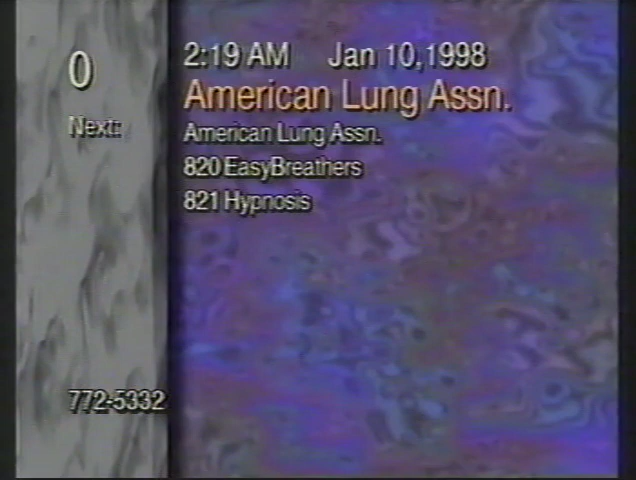 0
Next:
772-5332
2:19 AM Jan 10,1998
American Lung Assn.
American Lung Assn.
820 EasyBreathers
821 Hypnosis